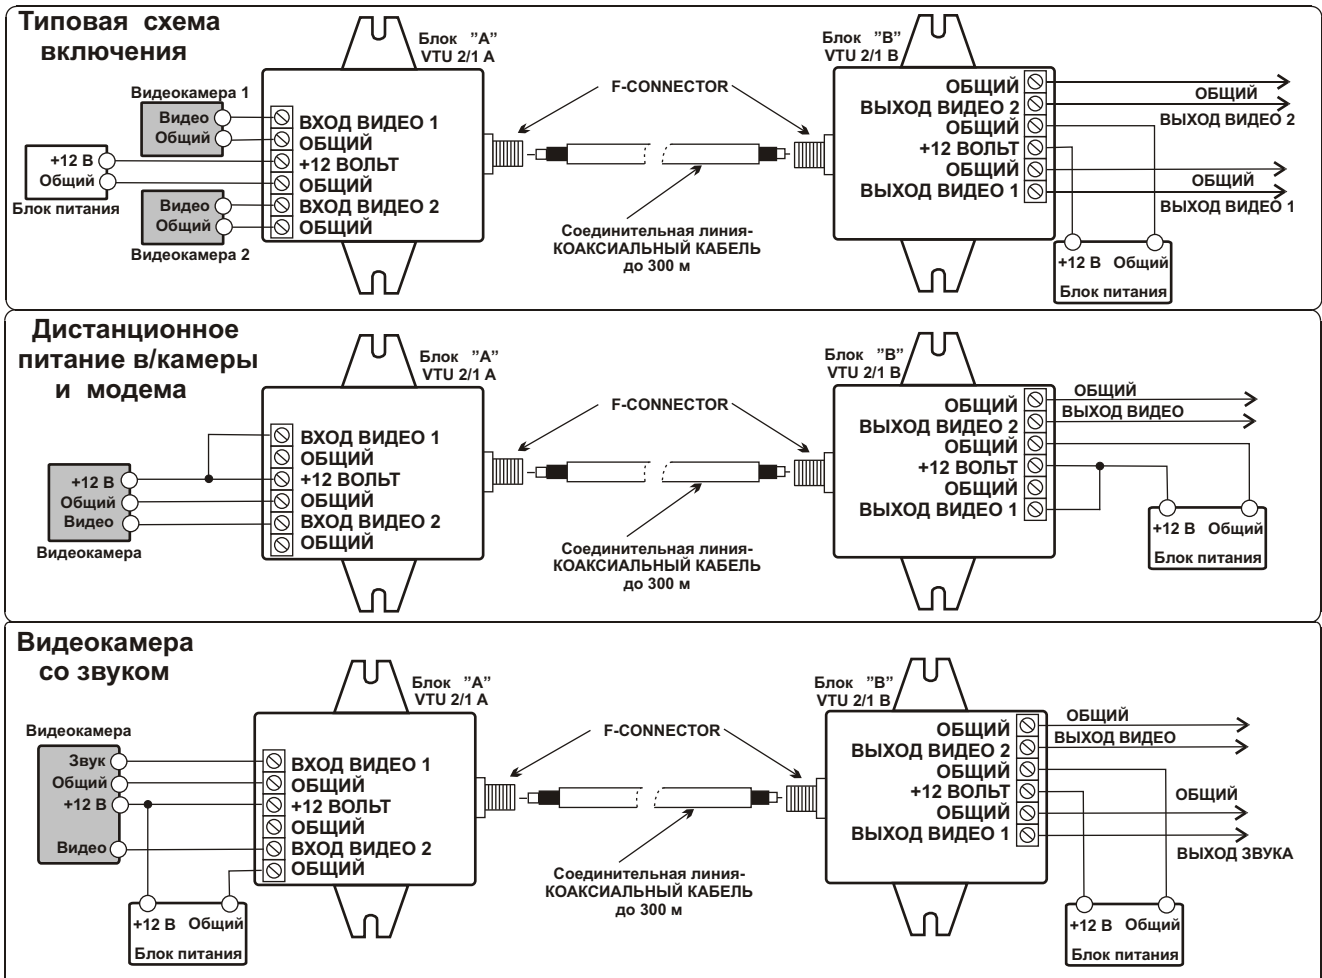 Типовая схема
включения
Блок "А"
VTU 2/1 A
Блок "В"
VTU 2/1 В
F-CONNECTOR
Видеокамера 1
Видео
Общий
+12 В
Общий
Блок питания
Видео
Общий
Видеокамера 2
ВХОД ВИДЕО 1
ОБЩИЙ
+12 ВОЛЬТ
ОБЩИЙ
ВХОД ВИДЕО 2
ОБЩИЙ
Соединительная линия-
КОАКСИАЛЬНЫЙ КАБЕЛЬ
до 300 м
ОБЩИЙ
ВЫХОД ВИДЕО 2
ОБЩИЙ
+12 ВОЛЬТ
ОБЩИЙ
ВЫХОД ВИДЕО 1
ОБЩИЙ
ВЫХОД ВИДЕО 2
ОБЩИЙ
ВЫХОД ВИДЕО 1
+12 В Общий
Блок питания
Дистанционное
питание в/камеры
и модема
Блок "А"
VTU 2/1 A
Блок "В"
VTU 2/1 В
F-CONNECTOR
+12 В
Общий
Видео
Видеокамера
ВХОД ВИДЕО 1
ОБЩИЙ
+12 ВОЛЬТ
ОБЩИЙ
ВХОД ВИДЕО 2
ОБЩИЙ
Соединительная линия-
КОАКСИАЛЬНЫЙ КАБЕЛЬ
до 300 м
ОБЩИЙ
ВЫХОД ВИДЕО 2
ОБЩИЙ
+12 ВОЛЬТ
ОБЩИЙ
ВЫХОД ВИДЕО 1
ОБЩИЙ
ВЫХОД ВИДЕО
+12 В Общий
Блок питания
Видеокамера
со звуком
Блок "А"
VTU 2/1 A
Блок "В"
VTU 2/1 В
F-CONNECTOR
Видеокамера
Звук
Общий
+12 В
Видео
+12 В Общий
Блок питания
ВХОД ВИДЕО 1
ОБЩИЙ
+12 ВОЛЬТ
ОБЩИЙ
ВХОД ВИДЕО 2
ОБЩИЙ
Соединительная линия-
КОАКСИАЛЬНЫЙ КАБЕЛЬ
до 300 м
ОБЩИЙ
ВЫХОД ВИДЕО 2
ОБЩИЙ
+12 ВОЛЬТ
ОБЩИЙ
ВЫХОД ВИДЕО 1
ОБЩИЙ
ВЫХОД ВИДЕО
ОБЩИЙ
ВЫХОД ЗВУКА
+12 В Общий
Блок питания